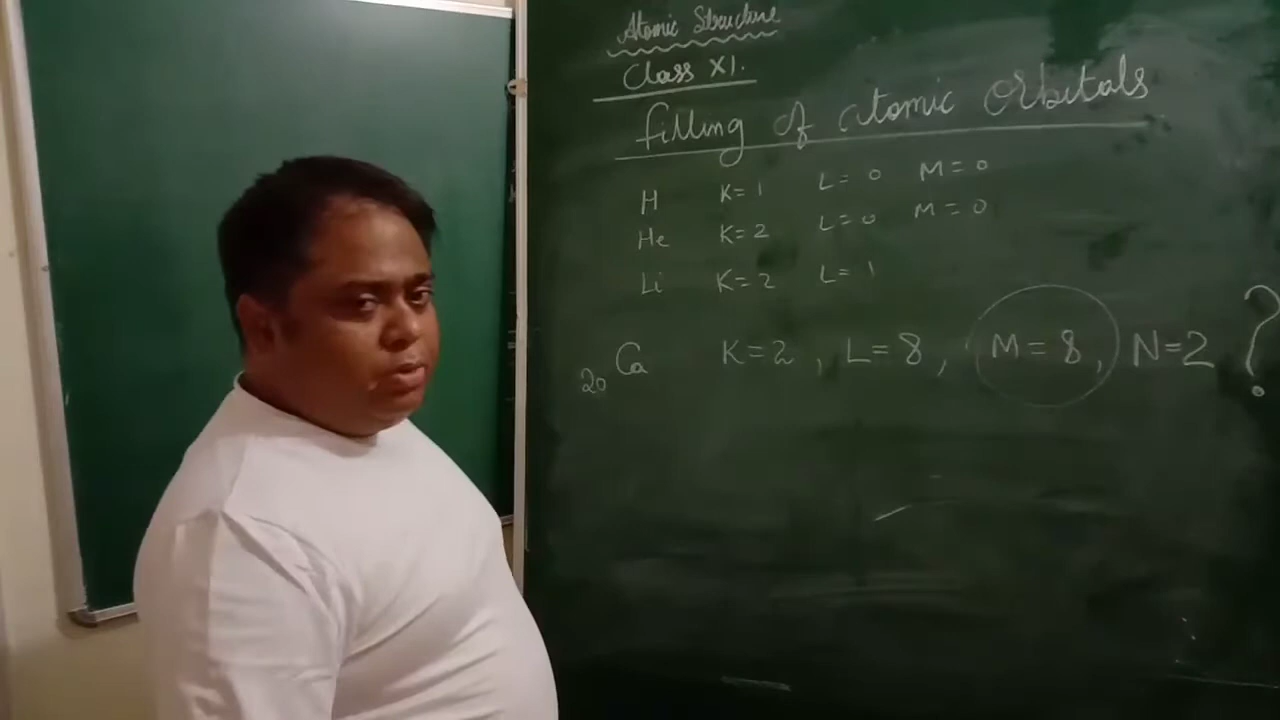 Atomic Structure
Class XI.
filling of atomic orbitals
H K=1 L=0 M=0
He K=2 L=0 M=0
Li K=2 L=1
20 Ca K=2, L=8, M=8, N=2 ?